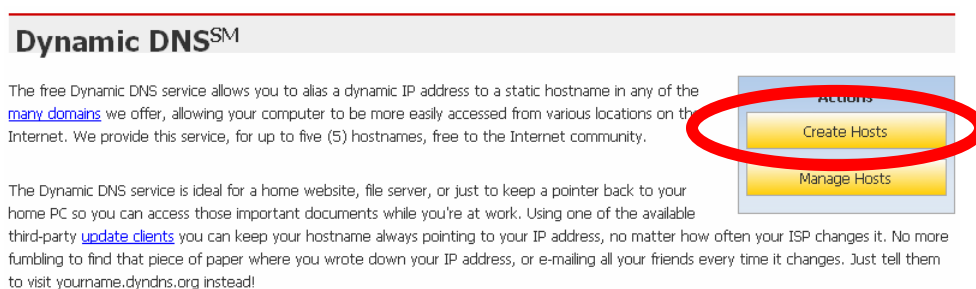 Dynamic DNS℠
The free Dynamic DNS service allows you to alias a dynamic IP address to a static hostname in any of the
many domains we offer, allowing your computer to be more easily accessed from various locations on the
Internet. We provide this service, for up to five (5) hostnames, free to the Internet community.
Actions
Create Hosts
Manage Hosts
The Dynamic DNS service is ideal for a home website, file server, or just to keep a pointer back to your
home PC so you can access those important documents while you're at work. Using one of the available
third-party update clients you can keep your hostname always pointing to your IP address, no matter how often your ISP changes it. No more
fumbling to find that piece of paper where you wrote down your IP address, or e-mailing all your friends every time it changes. Just tell them
to visit yourname.dyndns.org instead!